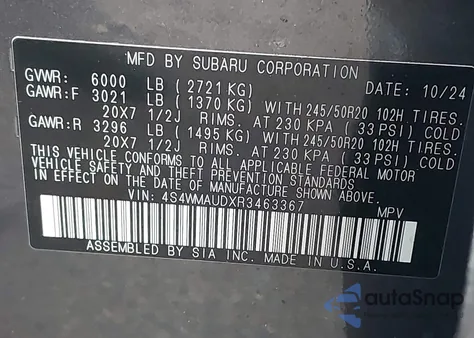 MFD BY SUBARU CORPORATION
GVWR: 6000 LB (2721 KG) DATE: 10/24
GAWR:F 3021 LB (1370 KG) WITH 245/50R20 102H TIRES.
20X7 1/2J RIMS. AT 230 KPA (33 PSI) COLD
GAWR:R 3296 LB (1495 KG) WITH 245/50R20 102H TIRES.
20X7 1/2J RIMS. AT 230 KPA (33 PSI) COLD
THIS VEHICLE CONFORMS TO ALL APPLICABLE FEDERAL MOTOR
VEHICLE SAFETY AND THEFT PREVENTION STANDARDS
IN EFFECT ON THE DATE OF MANUFACTURE SHOWN ABOVE.
VIN: 4S4WMAUDXR3463367 MPV
ASSEMBLED BY SIA INC. MADE IN U.S.A.
autoSnap